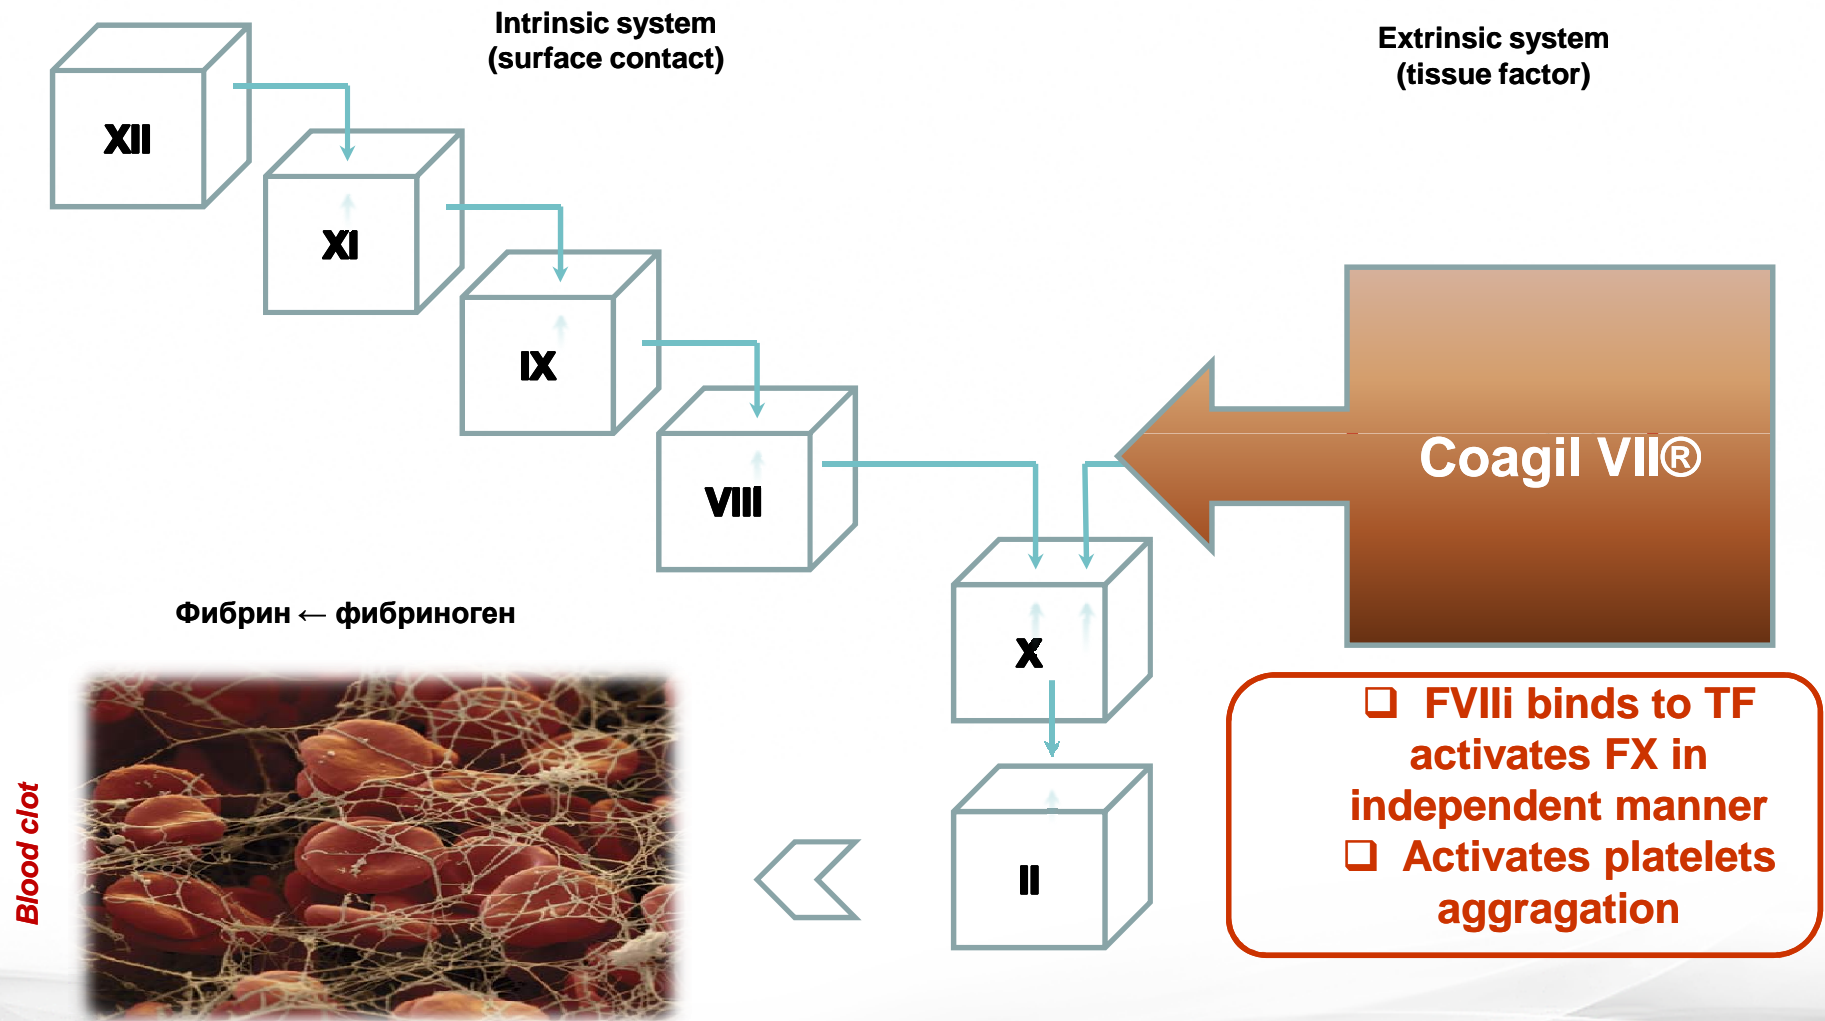 Intrinsic system
(surface contact)
Extrinsic system
(tissue factor)
XII
XI
IX
VIII
Coagil VII®
X
II
Фибрин ← фибриноген
Blood clot
❑ FVIIi binds to TF
activates FX in
independent manner
❑ Activates platelets
aggragation